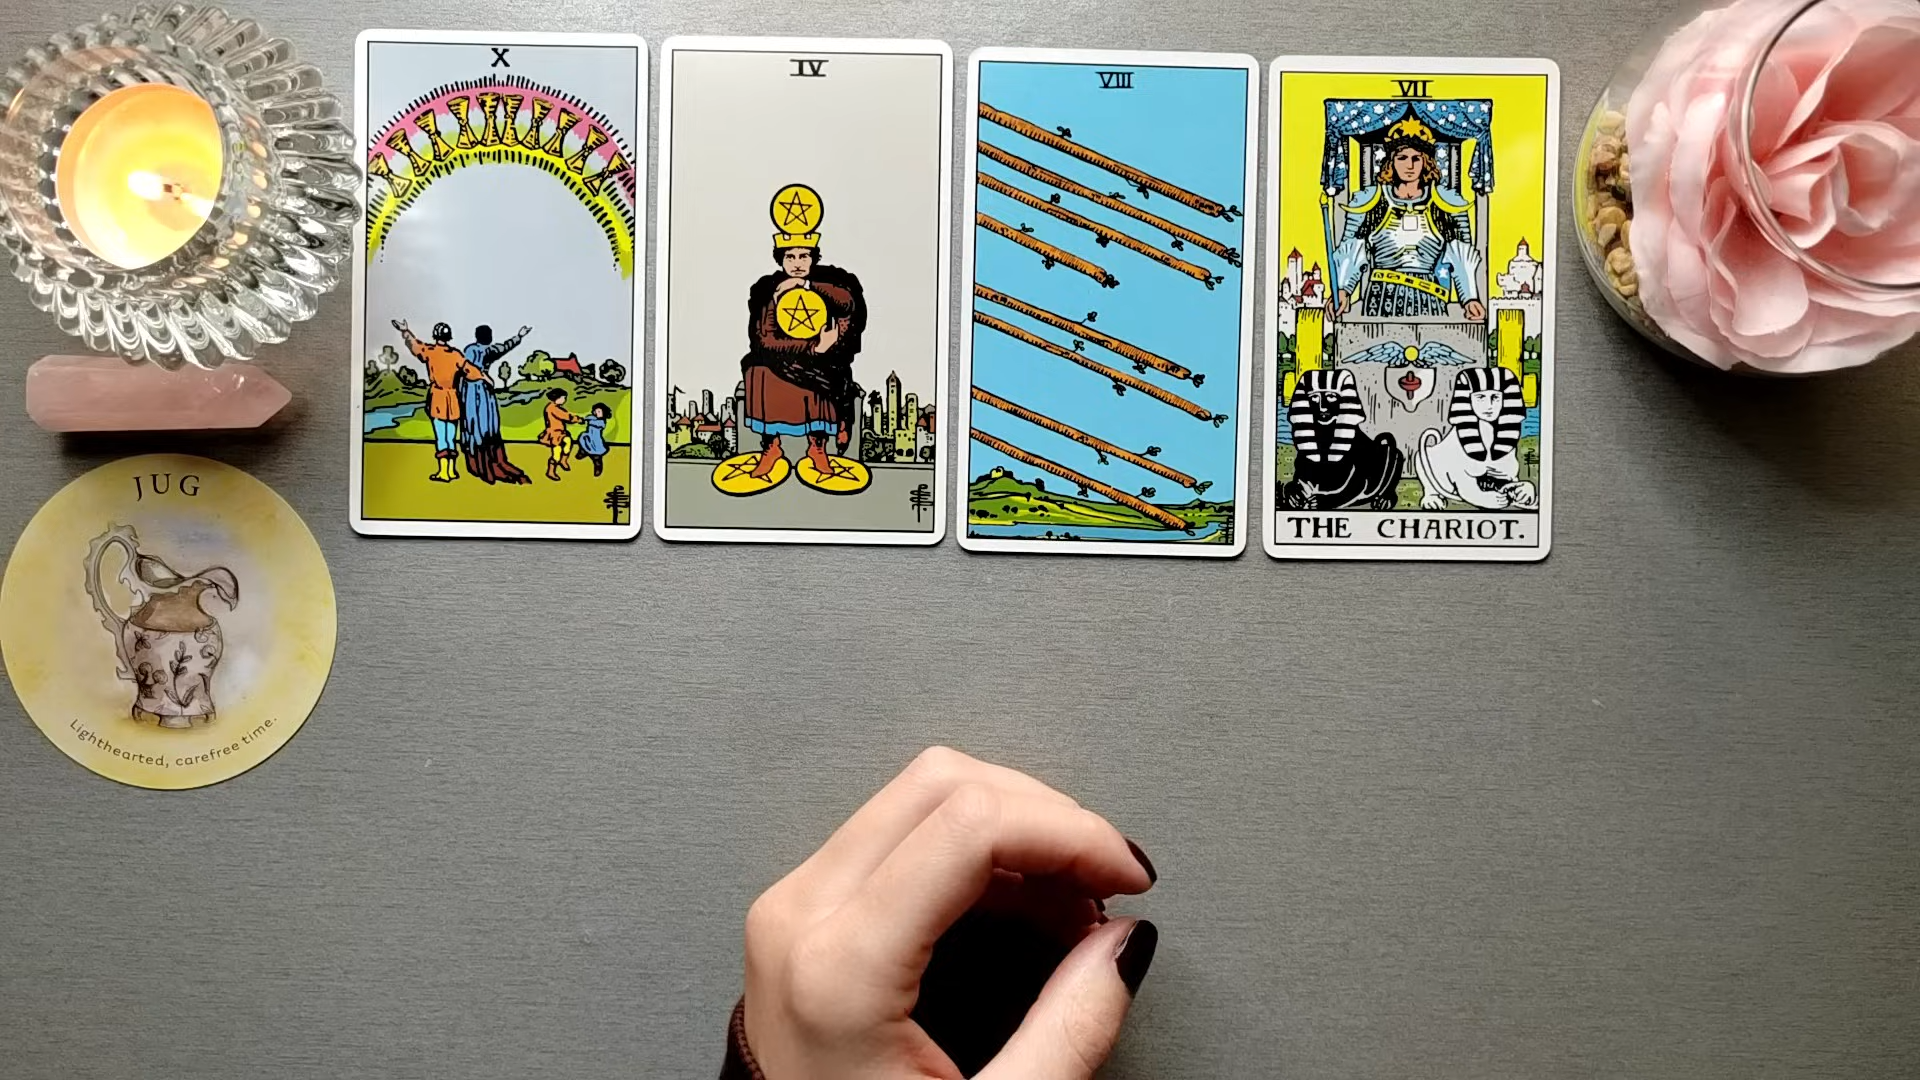 X
IV
VIII
VII
THE CHARIOT.
JUG
Lighthearted, carefree time.